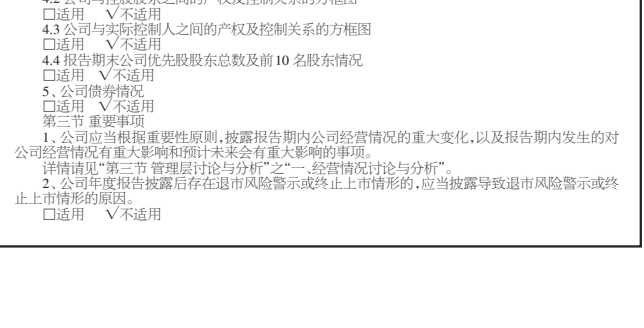 4.2 公司与控股股东之间的产权及控制关系的方框图
□适用 √不适用
4.3 公司与实际控制人之间的产权及控制关系的方框图
□适用 √不适用
4.4 报告期末公司优先股股东总数及前10 名股东情况
□适用 √不适用
5、公司债券情况
□适用 √不适用
第三节 重要事项
1、公司应当根据重要性原则,披露报告期内公司经营情况的重大变化,以及报告期内发生的对
公司经营情况有重大影响和预计未来会有重大影响的事项。
详情请见“第三节 管理层讨论与分析”之“一、经营情况讨论与分析”。
2、公司年度报告披露后存在退市风险警示或终止上市情形的,应当披露导致退市风险警示或终
止上市情形的原因。
□适用 √不适用